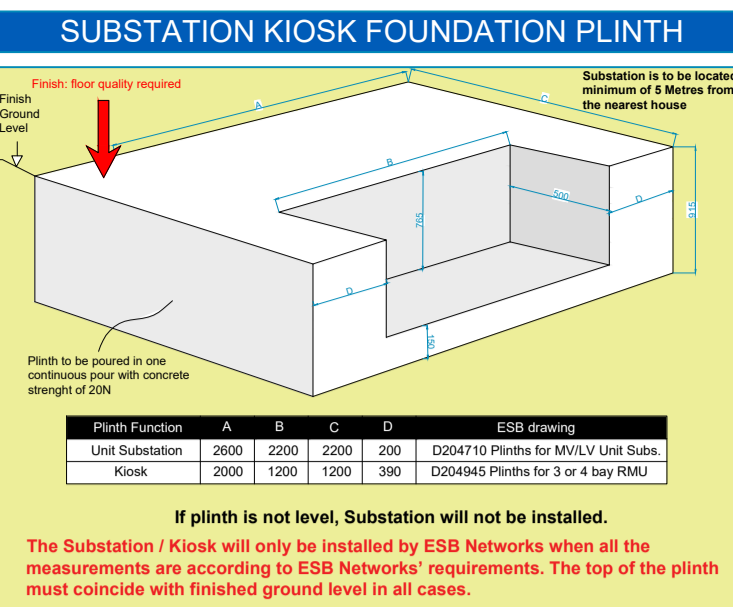 SUBSTATION KIOSK FOUNDATION PLINTH
Finish: floor quality required
Finish
Ground
Level
Substation is to be located
minimum of 5 Metres from
the nearest house
A
C
B
500
D
765
915
D
150
Plinth to be poured in one
continuous pour with concrete
strenght of 20N
Plinth Function A B C D ESB drawing
Unit Substation 2600 2200 2200 200 D204710 Plinths for MV/LV Unit Subs.
Kiosk 2000 1200 1200 390 D204945 Plinths for 3 or 4 bay RMU
If plinth is not level, Substation will not be installed.
The Substation / Kiosk will only be installed by ESB Networks when all the
measurements are according to ESB Networks' requirements. The top of the plinth
must coincide with finished ground level in all cases.